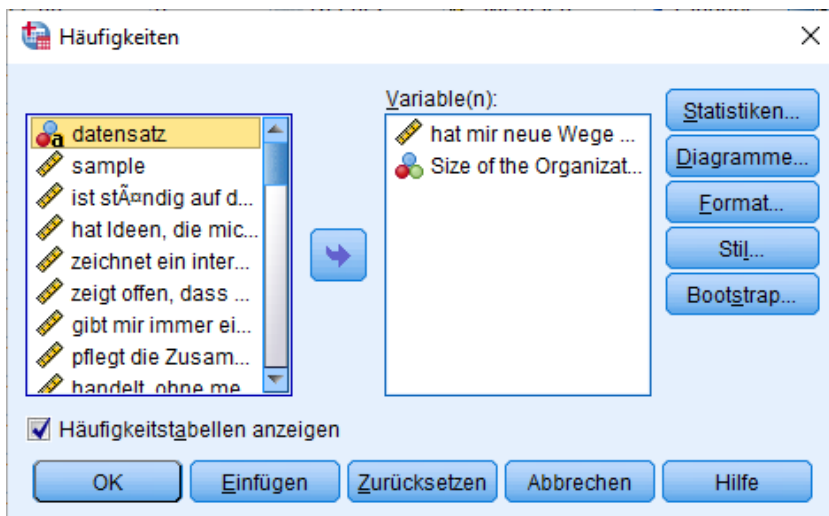 Häufigkeiten
Variable(n):
datensatz
sample
ist stÃ¤ndig auf d...
hat Ideen, die mic...
zeichnet ein inter...
zeigt offen, dass ...
gibt mir immer ei...
pflegt die Zusam...
handelt, ohne me
hat mir neue Wege ...
Size of the Organizat...
Statistiken...
Diagramme...
Format...
Stil...
Bootstrap...
Häufigkeitstabellen anzeigen
OK Einfügen Zurücksetzen Abbrechen Hilfe